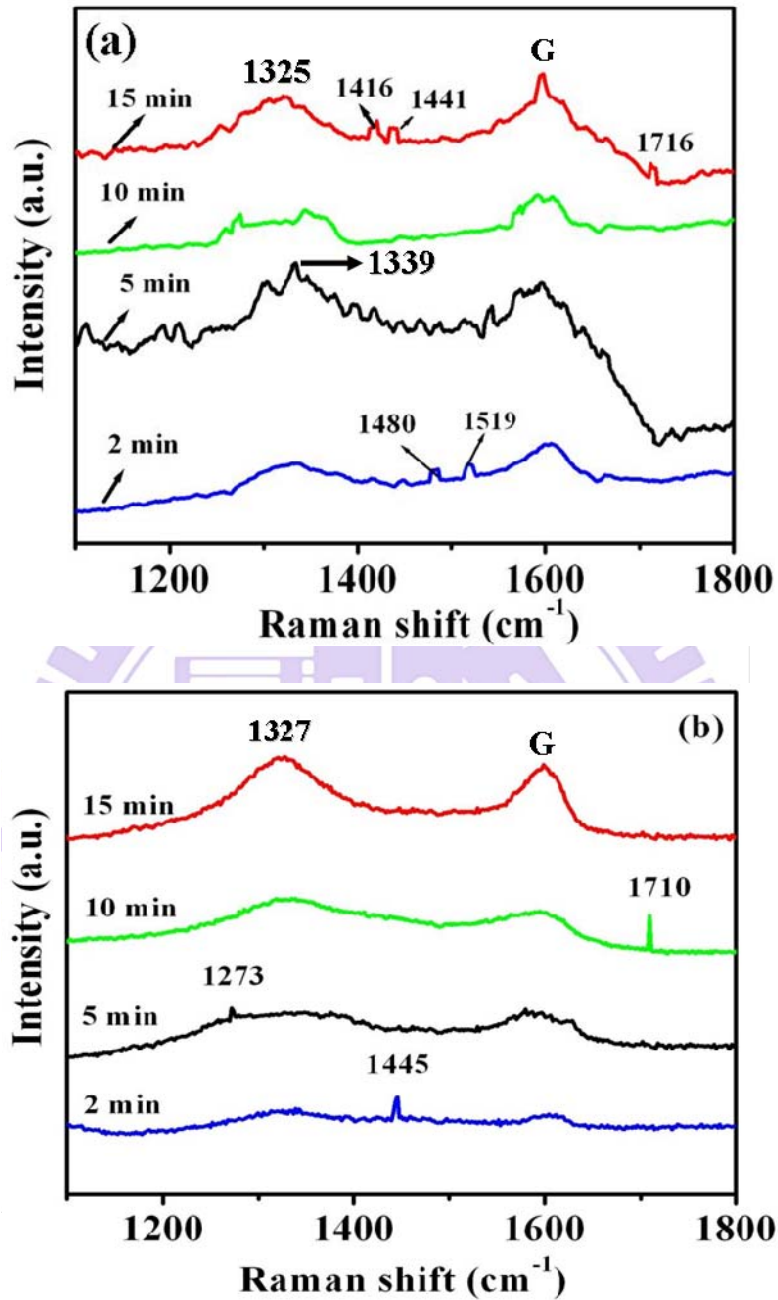 (a)
G
1325
15 min
1416
1441
1716
10 min
5 min
1339
2 min
1480
1519
Intensity (a.u.)
1200
1400
1600
1800
Raman shift (cm⁻¹)
(b)
1327
G
15 min
10 min
1710
1273
5 min
1445
2 min
Intensity (a.u.)
1200
1400
1600
1800
Raman shift (cm⁻¹)